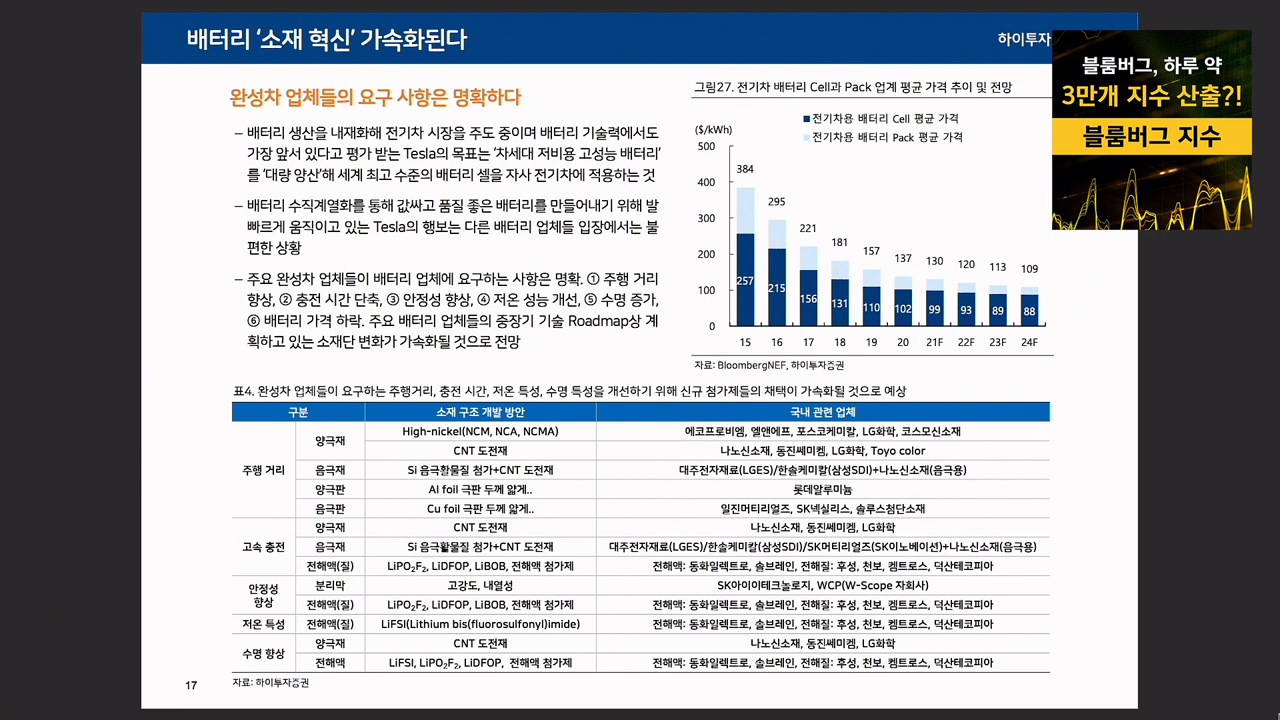 배터리 ‘소재 혁신’ 가속화된다
하이투자
블룸버그, 하루 약
3만개 지수 산출?!
블룸버그 지수
완성차 업체들의 요구 사항은 명확하다
– 배터리 생산을 내재화해 전기차 시장을 주도 중이며 배터리 기술력에서도
가장 앞서 있다고 평가 받는 Tesla의 목표는 ‘차세대 저비용 고성능 배터리’
를 ‘대량 양산’해 세계 최고 수준의 배터리 셀을 자사 전기차에 적용하는 것
– 배터리 수직계열화를 통해 값싸고 품질 좋은 배터리를 만들어내기 위해 발
빠르게 움직이고 있는 Tesla의 행보는 다른 배터리 업체들 입장에서는 불
편한 상황
– 주요 완성차 업체들이 배터리 업체에 요구하는 사항은 명확. ① 주행 거리
향상, ② 충전 시간 단축, ③ 안정성 향상, ④ 저온 성능 개선, ⑤ 수명 증가,
⑥ 배터리 가격 하락. 주요 배터리 업체들의 중장기 기술 Roadmap상 계
획하고 있는 소재단 변화가 가속화될 것으로 전망
그림27. 전기차 배터리 Cell과 Pack 업계 평균 가격 추이 및 전망
전기차용 배터리 Cell 평균 가격
전기차용 배터리 Pack 평균 가격
($/kWh)
500
400
300
200
100
0
384 295 221 181 157 137 130 120 113 109
257 215 156 131 110 102 99 93 89 88
15 16 17 18 19 20 21F 22F 23F 24F
자료: BloombergNEF, 하이투자증권
표4. 완성차 업체들이 요구하는 주행거리, 충전 시간, 저온 특성, 수명 특성을 개선하기 위해 신규 첨가제들의 채택이 가속화될 것으로 예상
구분 소재 구조 개발 방안 국내 관련 업체
주행 거리 양극재 High-nickel(NCM, NCA, NCMA) 에코프로비엠, 엘앤에프, 포스코케미칼, LG화학, 코스모신소재
CNT 도전재 나노신소재, 동진쎄미켐, LG화학, Toyo color
음극재 Si 음극활물질 첨가+CNT 도전재 대주전자재료(LGES)/한솔케미칼(삼성SDI)+나노신소재(음극용)
양극판 Al foil 극판 두께 얇게.. 롯데알루미늄
음극판 Cu foil 극판 두께 얇게.. 일진머티리얼즈, SK넥실리스, 솔루스첨단소재
고속 충전 양극재 CNT 도전재 나노신소재, 동진쎄미켐, LG화학
음극재 Si 음극활물질 첨가+CNT 도전재 대주전자재료(LGES)/한솔케미칼(삼성SDI)/SK머티리얼즈(SK이노베이션)+나노신소재(음극용)
전해액(질) LiPO₂F₂, LiDFOP, LiBOB, 전해액 첨가제 전해액: 동화일렉트로, 솔브레인, 전해질: 후성, 천보, 켐트로스, 덕산테코피아
안정성 향상 분리막 고강도, 내열성 SK아이이테크놀로지, WCP(W-Scope 자회사)
전해액(질) LiPO₂F₂, LiDFOP, LiBOB, 전해액 첨가제 전해액: 동화일렉트로, 솔브레인, 전해질: 후성, 천보, 켐트로스, 덕산테코피아
저온 특성 전해액(질) LiFSI(Lithium bis(fluorosulfonyl)imide) 전해액: 동화일렉트로, 솔브레인, 전해질: 후성, 천보, 켐트로스, 덕산테코피아
수명 향상 양극재 CNT 도전재 나노신소재, 동진쎄미켐, LG화학
전해액 LiFSI, LiPO₂F₂, LiDFOP, 전해액 첨가제 전해액: 동화일렉트로, 솔브레인, 전해질: 후성, 천보, 켐트로스, 덕산테코피아
자료: 하이투자증권
17